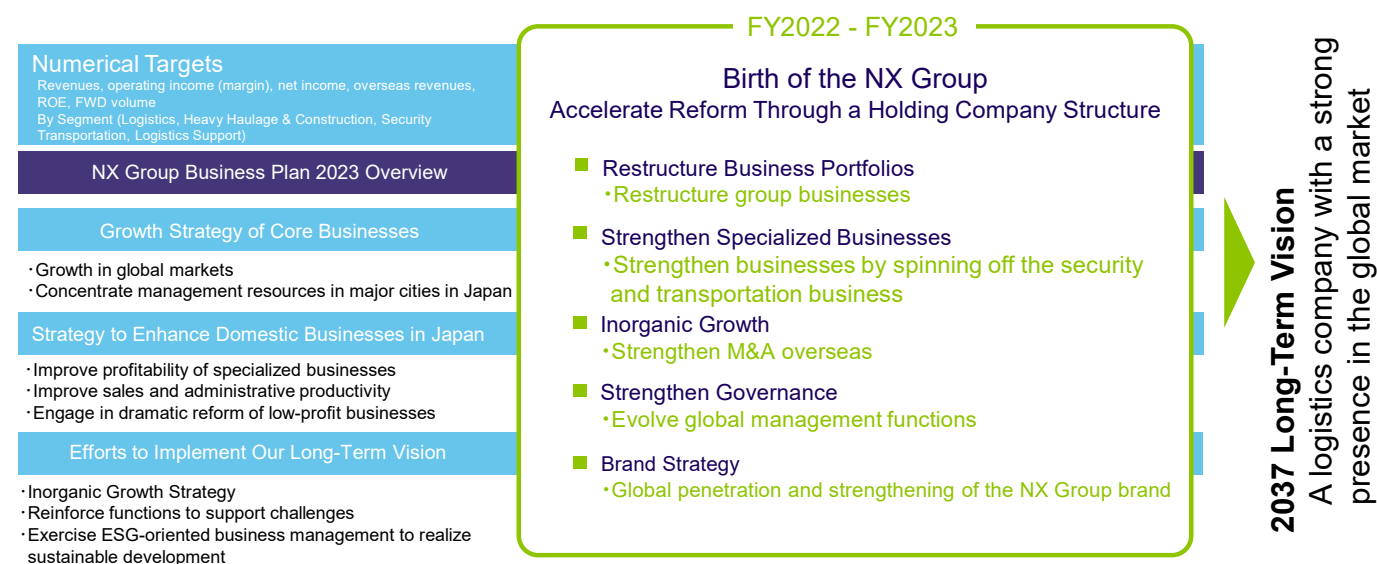 Numerical Targets
Revenues, operating income (margin), net income, overseas revenues,
ROE, FWD volume
By Segment (Logistics, Heavy Haulage & Construction, Security
Transportation, Logistics Support)
NX Group Business Plan 2023 Overview
Growth Strategy of Core Businesses
･Growth in global markets
･Concentrate management resources in major cities in Japan
Strategy to Enhance Domestic Businesses in Japan
･Improve profitability of specialized businesses
･Improve sales and administrative productivity
･Engage in dramatic reform of low-profit businesses
Efforts to Implement Our Long-Term Vision
･Inorganic Growth Strategy
･Reinforce functions to support challenges
･Exercise ESG-oriented business management to realize
sustainable development
FY2022 - FY2023
Birth of the NX Group
Accelerate Reform Through a Holding Company Structure
■ Restructure Business Portfolios
･Restructure group businesses
■ Strengthen Specialized Businesses
･Strengthen businesses by spinning off the security
and transportation business
■ Inorganic Growth
･Strengthen M&A overseas
■ Strengthen Governance
･Evolve global management functions
■ Brand Strategy
･Global penetration and strengthening of the NX Group brand
2037 Long-Term Vision
A logistics company with a strong
presence in the global market